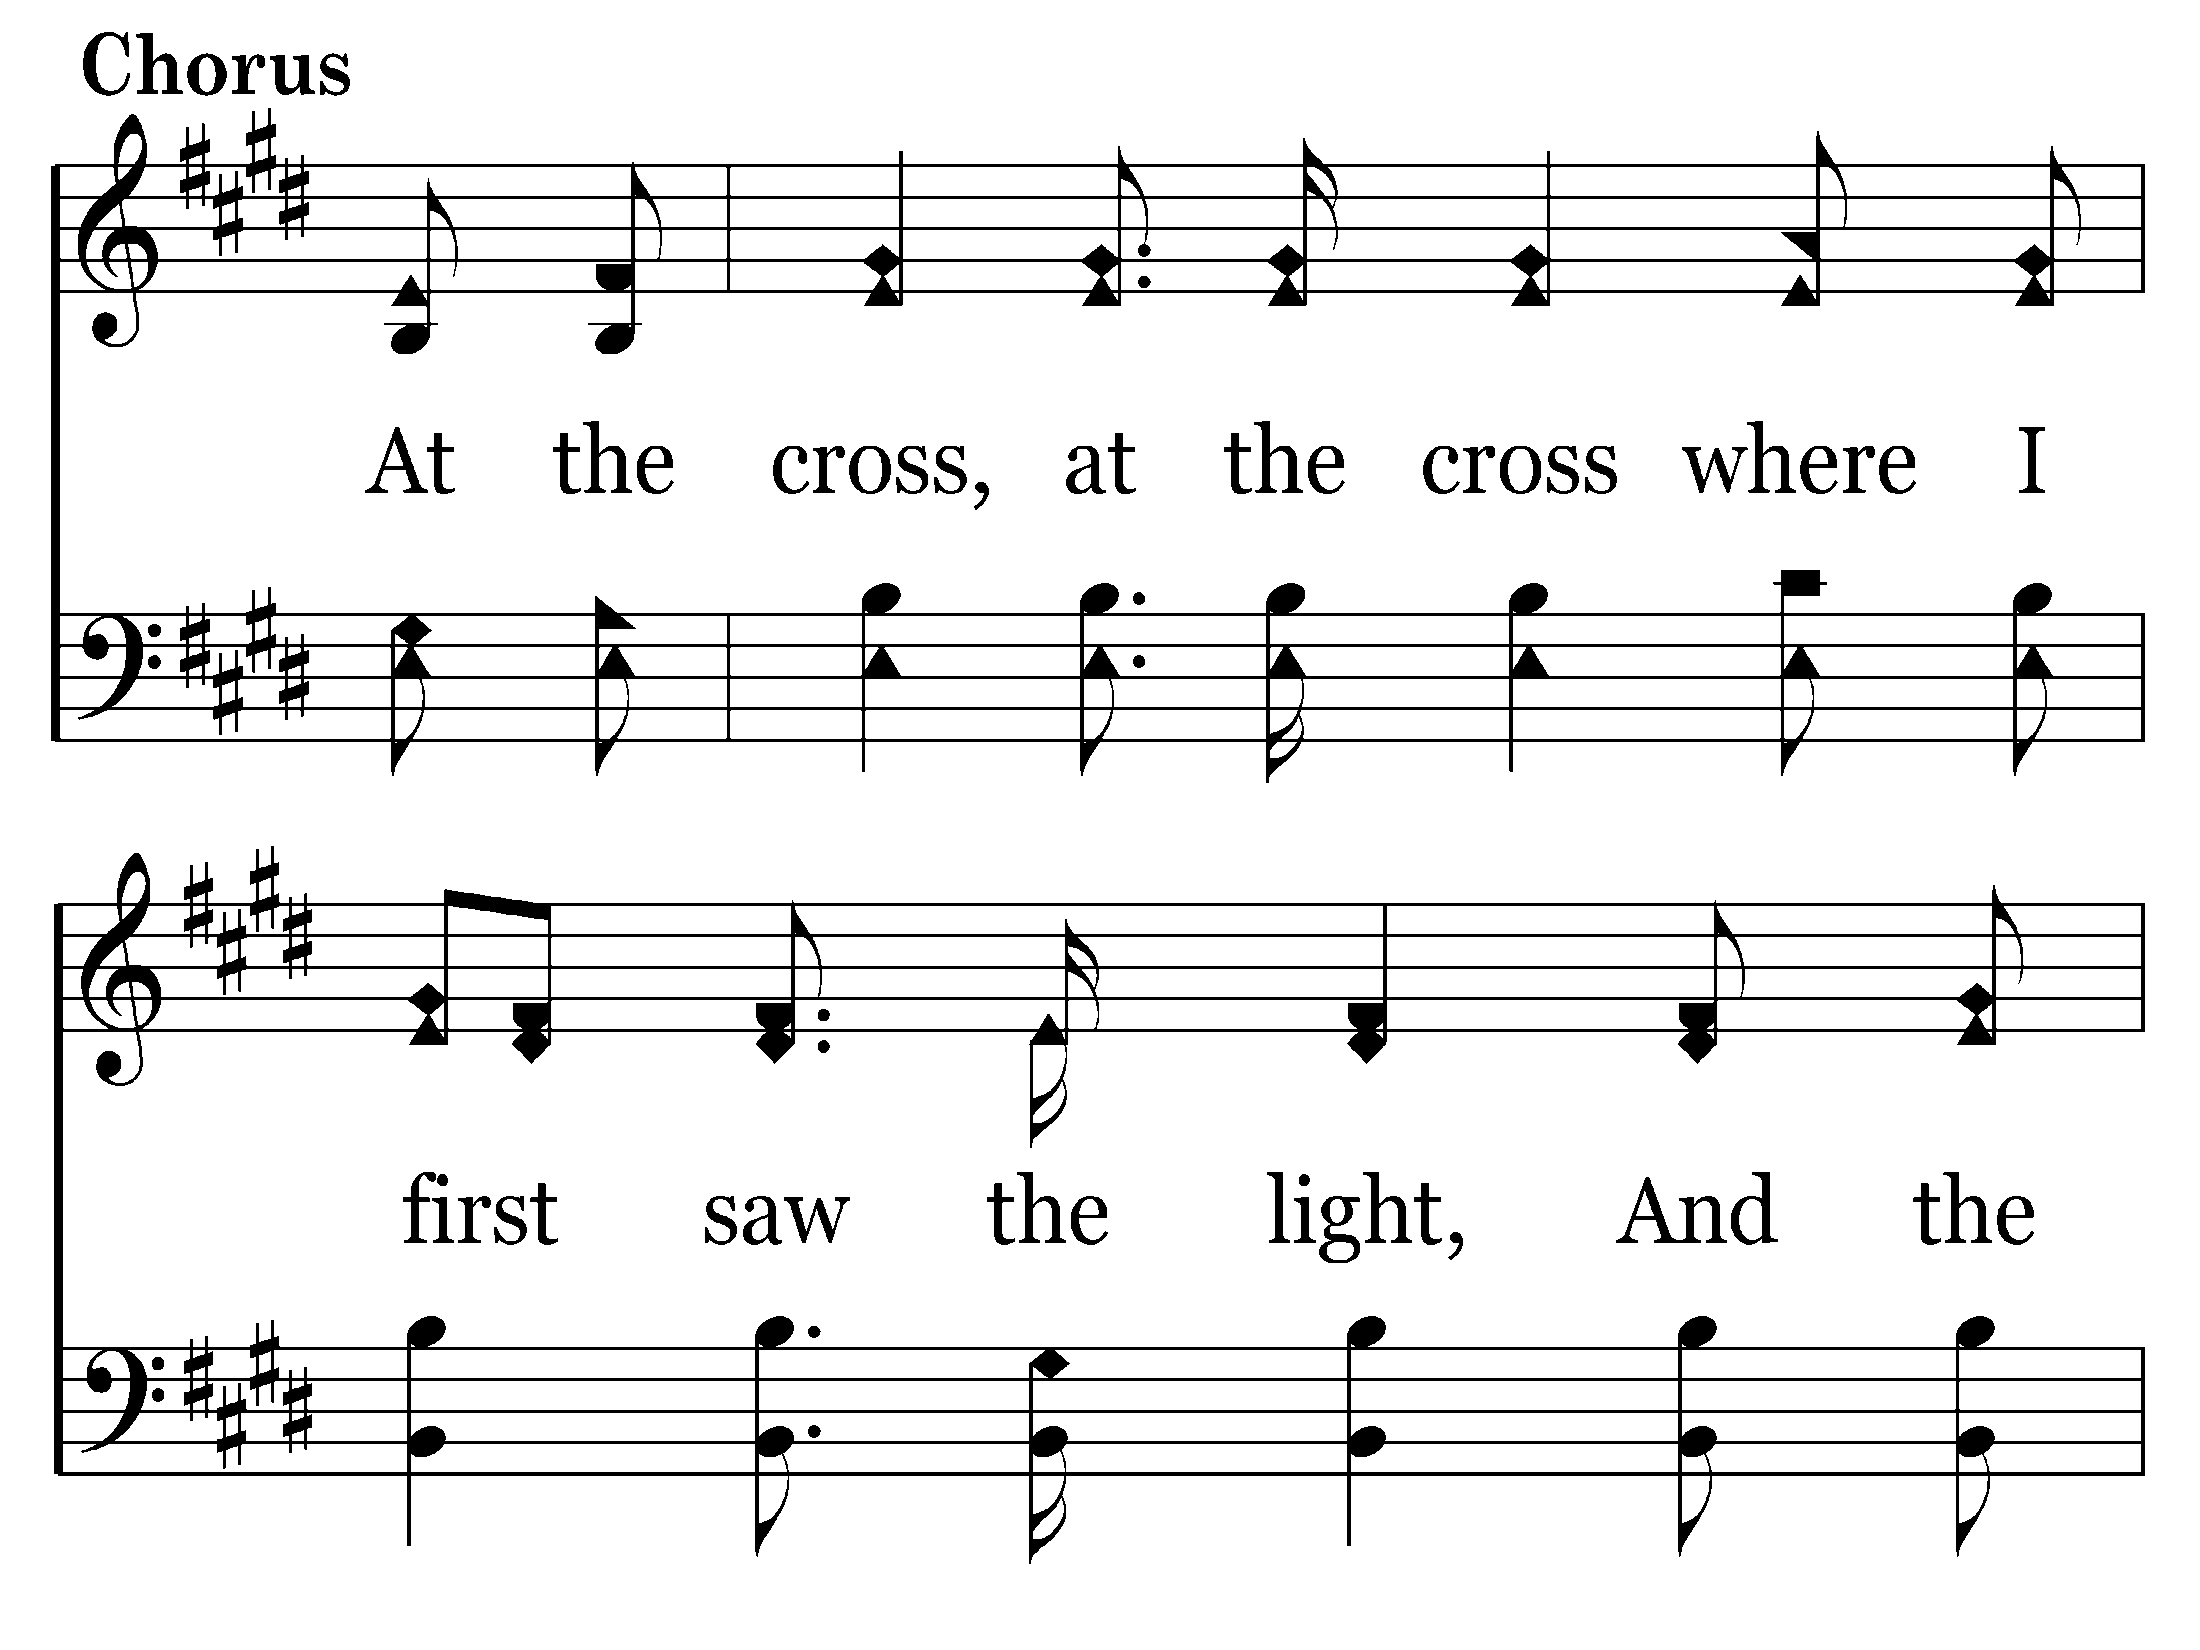 Chorus
At the cross, at the cross where I
first saw the light, And the